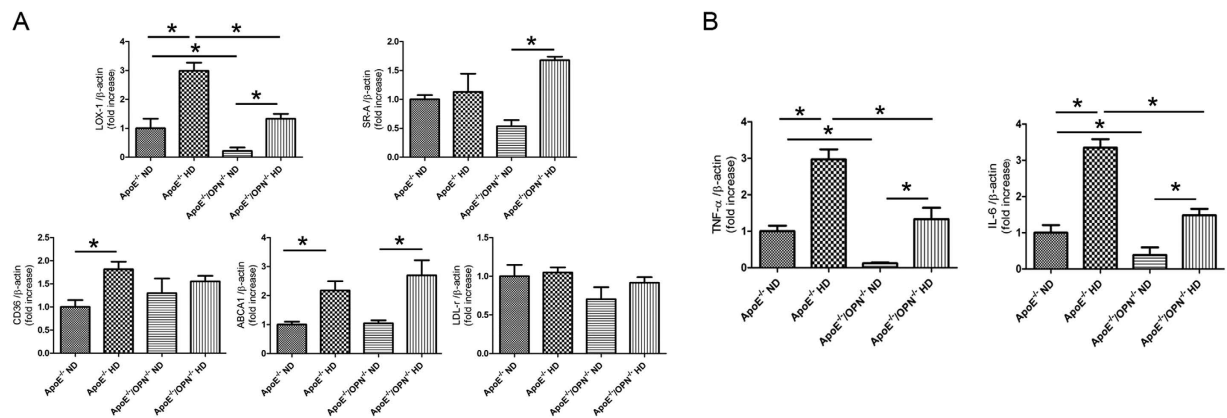 A
LOX-1 /β-actin
(fold increase)
4
3
2
1
0
*
*
*
*
ApoE-/- ND
ApoE-/- HD
ApoE-/-/OPN-/- ND
ApoE-/-/OPN-/- HD
SR-A /β-actin
(fold increase)
2.0
1.5
1.0
0.5
0.0
*
ApoE-/- ND
ApoE-/- HD
ApoE-/-/OPN-/- ND
ApoE-/-/OPN-/- HD
CD36 /β-actin
(fold increase)
2.5
2.0
1.5
1.0
0.5
0.0
*
ApoE-/- ND
ApoE-/- HD
ApoE-/-/OPN-/- ND
ApoE-/-/OPN-/- HD
ABCA1 /β-actin
(fold increase)
4
3
2
1
0
*
*
ApoE-/- ND
ApoE-/- HD
ApoE-/-/OPN-/- ND
ApoE-/-/OPN-/- HD
LDL-r /β-actin
(fold increase)
1.5
1.0
0.5
0.0
ApoE-/- ND
ApoE-/- HD
ApoE-/-/OPN-/- ND
ApoE-/-/OPN-/- HD
B
TNF-α /β-actin
(fold increase)
4
3
2
1
0
*
*
*
*
ApoE-/- ND
ApoE-/- HD
ApoE-/-/OPN-/- ND
ApoE-/-/OPN-/- HD
IL-6 /β-actin
(fold increase)
4
3
2
1
0
*
*
*
*
ApoE-/- ND
ApoE-/- HD
ApoE-/-/OPN-/- ND
ApoE-/-/OPN-/- HD